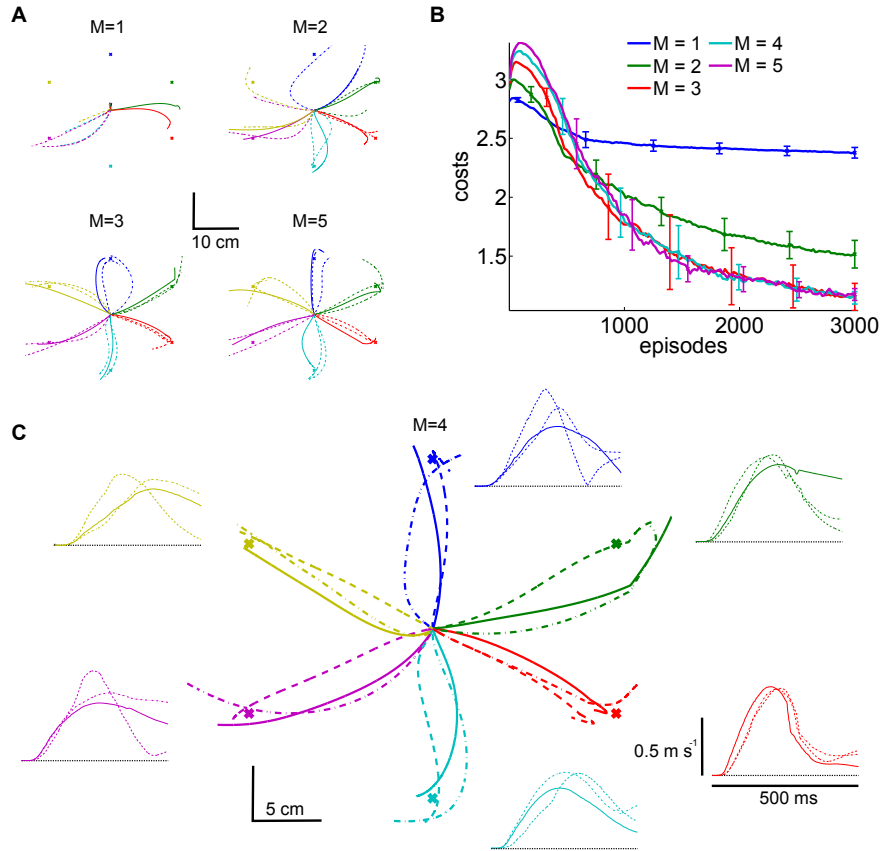 A
M=1
M=2
M=3
M=5
10 cm
B
M = 1
M = 2
M = 3
M = 4
M = 5
3
2.5
2
1.5
costs
1000
2000
3000
episodes
C
M=4
5 cm
0.5 m s⁻¹
500 ms